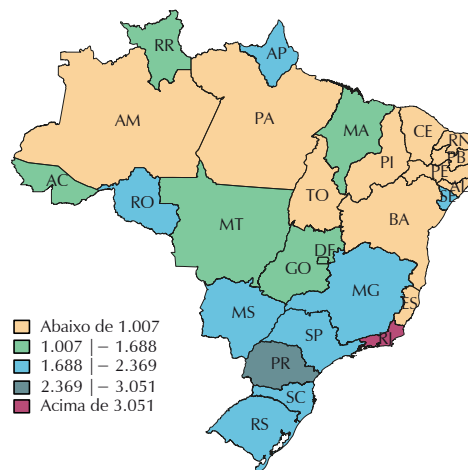 RR
AP
AM
PA
MA
CE
RN
PB
PE
PI
AL
SE
AC
RO
TO
BA
MT
DF
GO
MG
ES
MS
SP
RJ
PR
SC
RS
Abaixo de 1.007
1.007 |− 1.688
1.688 |− 2.369
2.369 |− 3.051
Acima de 3.051